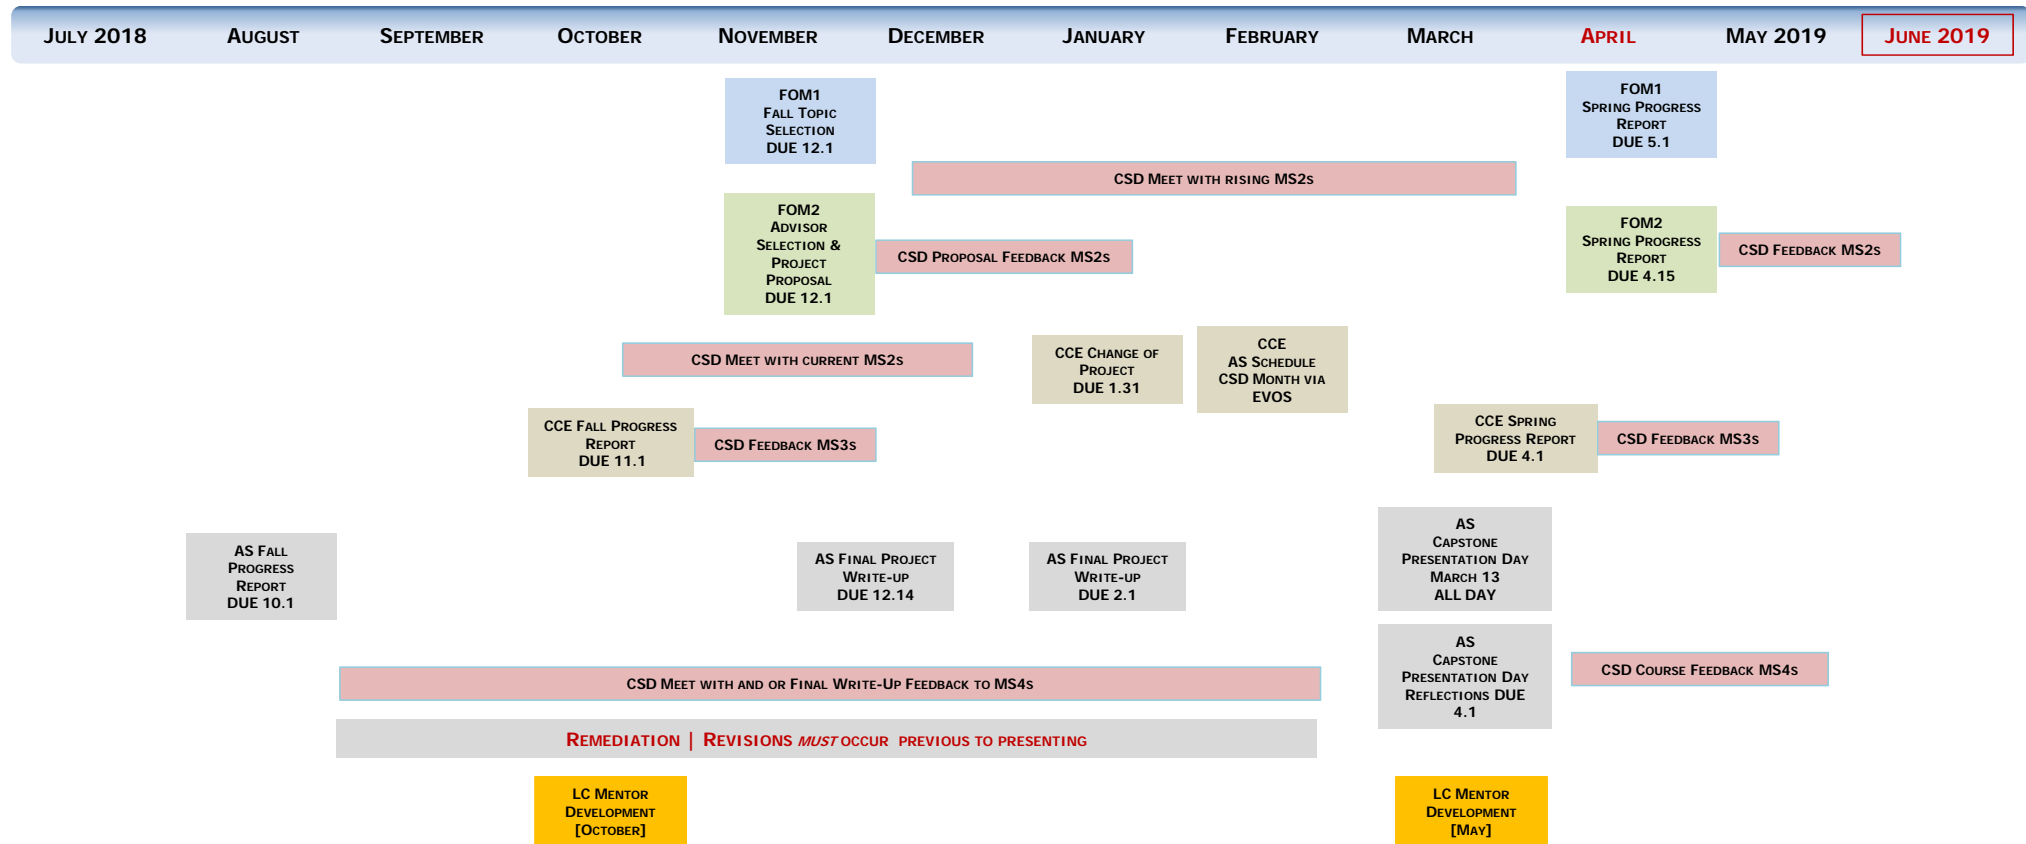 July 2018 August September October November December January February March April May 2019 June 2019
FOM1
Fall Topic
Selection
DUE 12.1
FOM1
Spring Progress
Report
DUE 5.1
CSD Meet with rising MS2s
FOM2
Advisor
Selection &
Project
Proposal
DUE 12.1
CSD Proposal Feedback MS2s
FOM2
Spring Progress
Report
DUE 4.15
CSD Feedback MS2s
CSD Meet with current MS2s
CCE Change of
Project
DUE 1.31
CCE
AS Schedule
CSD Month via
EVOS
CCE Fall Progress
Report
DUE 11.1
CSD Feedback MS3s
CCE Spring
Progress Report
DUE 4.1
CSD Feedback MS3s
AS Fall
Progress
Report
DUE 10.1
AS Final Project
Write-up
DUE 12.14
AS Final Project
Write-up
DUE 2.1
AS
Capstone
Presentation Day
March 13
ALL DAY
CSD Meet with and or Final Write-Up Feedback to MS4s
AS
Capstone
Presentation Day
Reflections DUE
4.1
CSD Course Feedback MS4s
Remediation | Revisions must occur previous to presenting
LC Mentor
Development
[October]
LC Mentor
Development
[May]